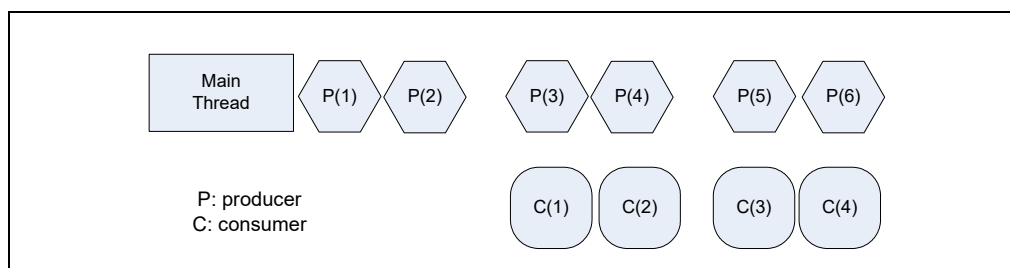 Main
Thread
P(1) P(2) P(3) P(4) P(5) P(6)
P: producer
C: consumer
C(1) C(2) C(3) C(4)